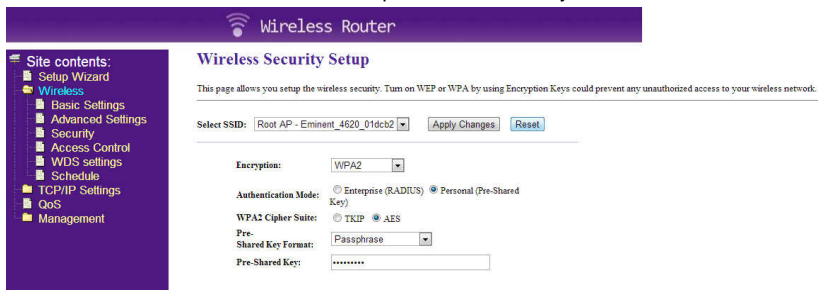 Wireless Router
Site contents:
Setup Wizard
Wireless
Basic Settings
Advanced Settings
Security
Access Control
WDS settings
Schedule
TCP/IP Settings
QoS
Management
Wireless Security Setup
This page allows you setup the wireless security. Turn on WEP or WPA by using Encryption Keys could prevent any unauthorized access to your wireless network.
Select SSID: Root AP - Eminent_4620_01dcb2 Apply Changes Reset
Encryption: WPA2
Authentication Mode: Enterprise (RADIUS) Personal (Pre-Shared
Key)
WPA2 Cipher Suite: TKIP AES
Pre-
Shared Key Format: Passphrase
Pre-Shared Key: •••••••••